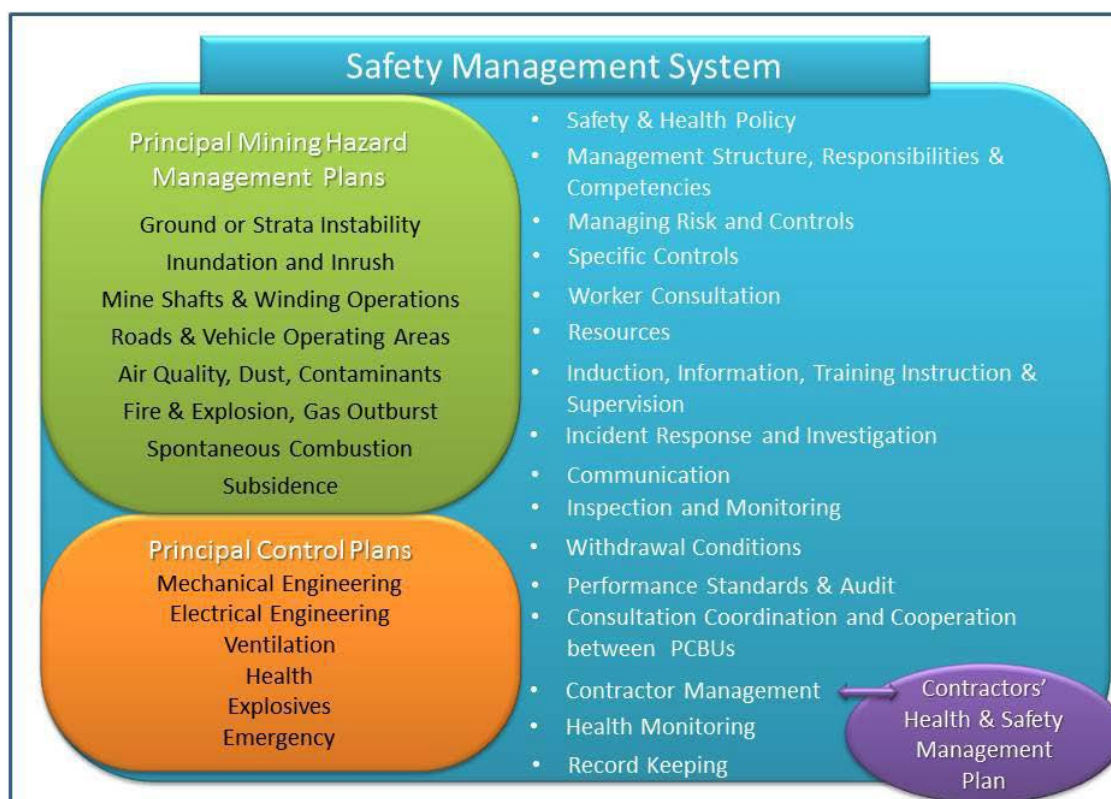 Safety Management System
Principal Mining Hazard
Management Plans
Ground or Strata Instability
Inundation and Inrush
Mine Shafts & Winding Operations
Roads & Vehicle Operating Areas
Air Quality, Dust, Contaminants
Fire & Explosion, Gas Outburst
Spontaneous Combustion
Subsidence
Principal Control Plans
Mechanical Engineering
Electrical Engineering
Ventilation
Health
Explosives
Emergency
• Safety & Health Policy
• Management Structure, Responsibilities &
Competencies
• Managing Risk and Controls
• Specific Controls
• Worker Consultation
• Resources
• Induction, Information, Training Instruction &
Supervision
• Incident Response and Investigation
• Communication
• Inspection and Monitoring
• Withdrawal Conditions
• Performance Standards & Audit
• Consultation Coordination and Cooperation
between PCBUs
• Contractor Management
• Health Monitoring
• Record Keeping
Contractors'
Health & Safety
Management
Plan